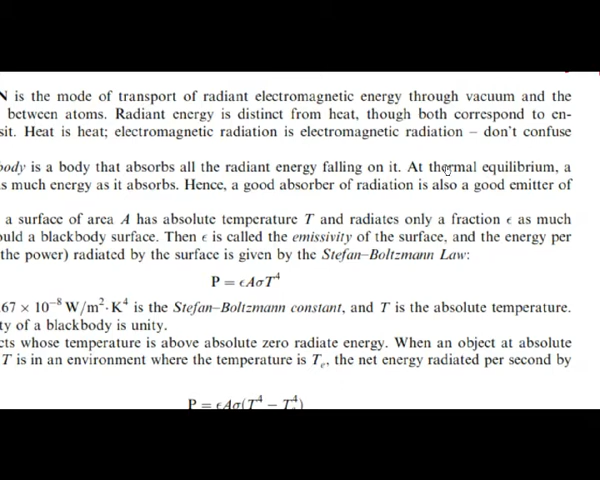 N is the mode of transport of radiant electromagnetic energy through vacuum and the
between atoms. Radiant energy is distinct from heat, though both correspond to en-
sit. Heat is heat; electromagnetic radiation is electromagnetic radiation – don't confuse
body is a body that absorbs all the radiant energy falling on it. At thermal equilibrium, a
s much energy as it absorbs. Hence, a good absorber of radiation is also a good emitter of
a surface of area A has absolute temperature T and radiates only a fraction ϵ as much
ould a blackbody surface. Then ϵ is called the emissivity of the surface, and the energy per
(the power) radiated by the surface is given by the Stefan–Boltzmann Law:
P = ϵAσT⁴
.67 × 10⁻⁸ W/m²·K⁴ is the Stefan–Boltzmann constant, and T is the absolute temperature.
ty of a blackbody is unity.
cts whose temperature is above absolute zero radiate energy. When an object at absolute
T is in an environment where the temperature is Tₑ, the net energy radiated per second by
P = ϵAσ(T⁴ − Tₑ⁴)